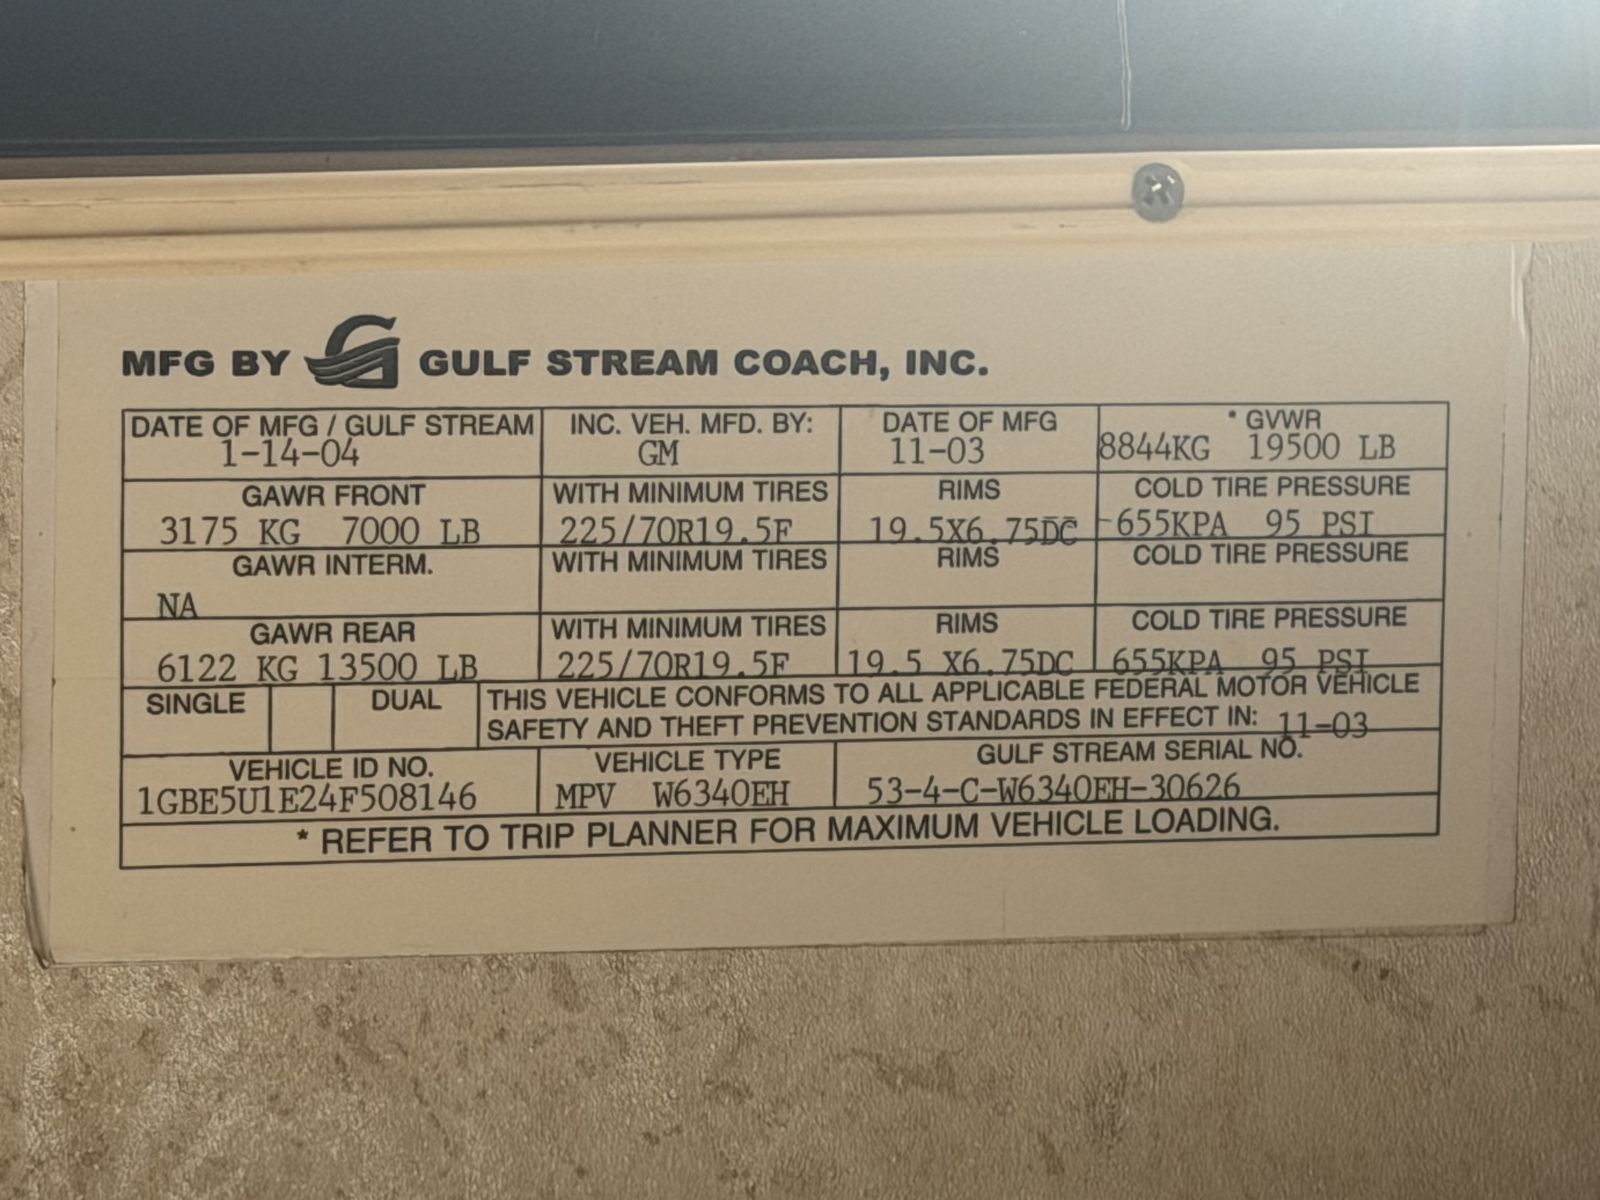 MFG BY GULF STREAM COACH, INC.
DATE OF MFG / GULF STREAM INC. VEH. MFD. BY: DATE OF MFG * GVWR
1-14-04 GM 11-03 8844KG 19500 LB
GAWR FRONT WITH MINIMUM TIRES RIMS COLD TIRE PRESSURE
3175 KG 7000 LB 225/70R19.5F 19.5X6.75DC 655KPA 95 PSI
GAWR INTERM. WITH MINIMUM TIRES RIMS COLD TIRE PRESSURE
NA
GAWR REAR WITH MINIMUM TIRES RIMS COLD TIRE PRESSURE
6122 KG 13500 LB 225/70R19.5F 19.5 X6.75DC 655KPA 95 PSI
SINGLE DUAL THIS VEHICLE CONFORMS TO ALL APPLICABLE FEDERAL MOTOR VEHICLE
SAFETY AND THEFT PREVENTION STANDARDS IN EFFECT IN: 11-03
VEHICLE ID NO. VEHICLE TYPE GULF STREAM SERIAL NO.
1GBE5U1E24F508146 MPV W6340EH 53-4-C-W6340EH-30626
* REFER TO TRIP PLANNER FOR MAXIMUM VEHICLE LOADING.